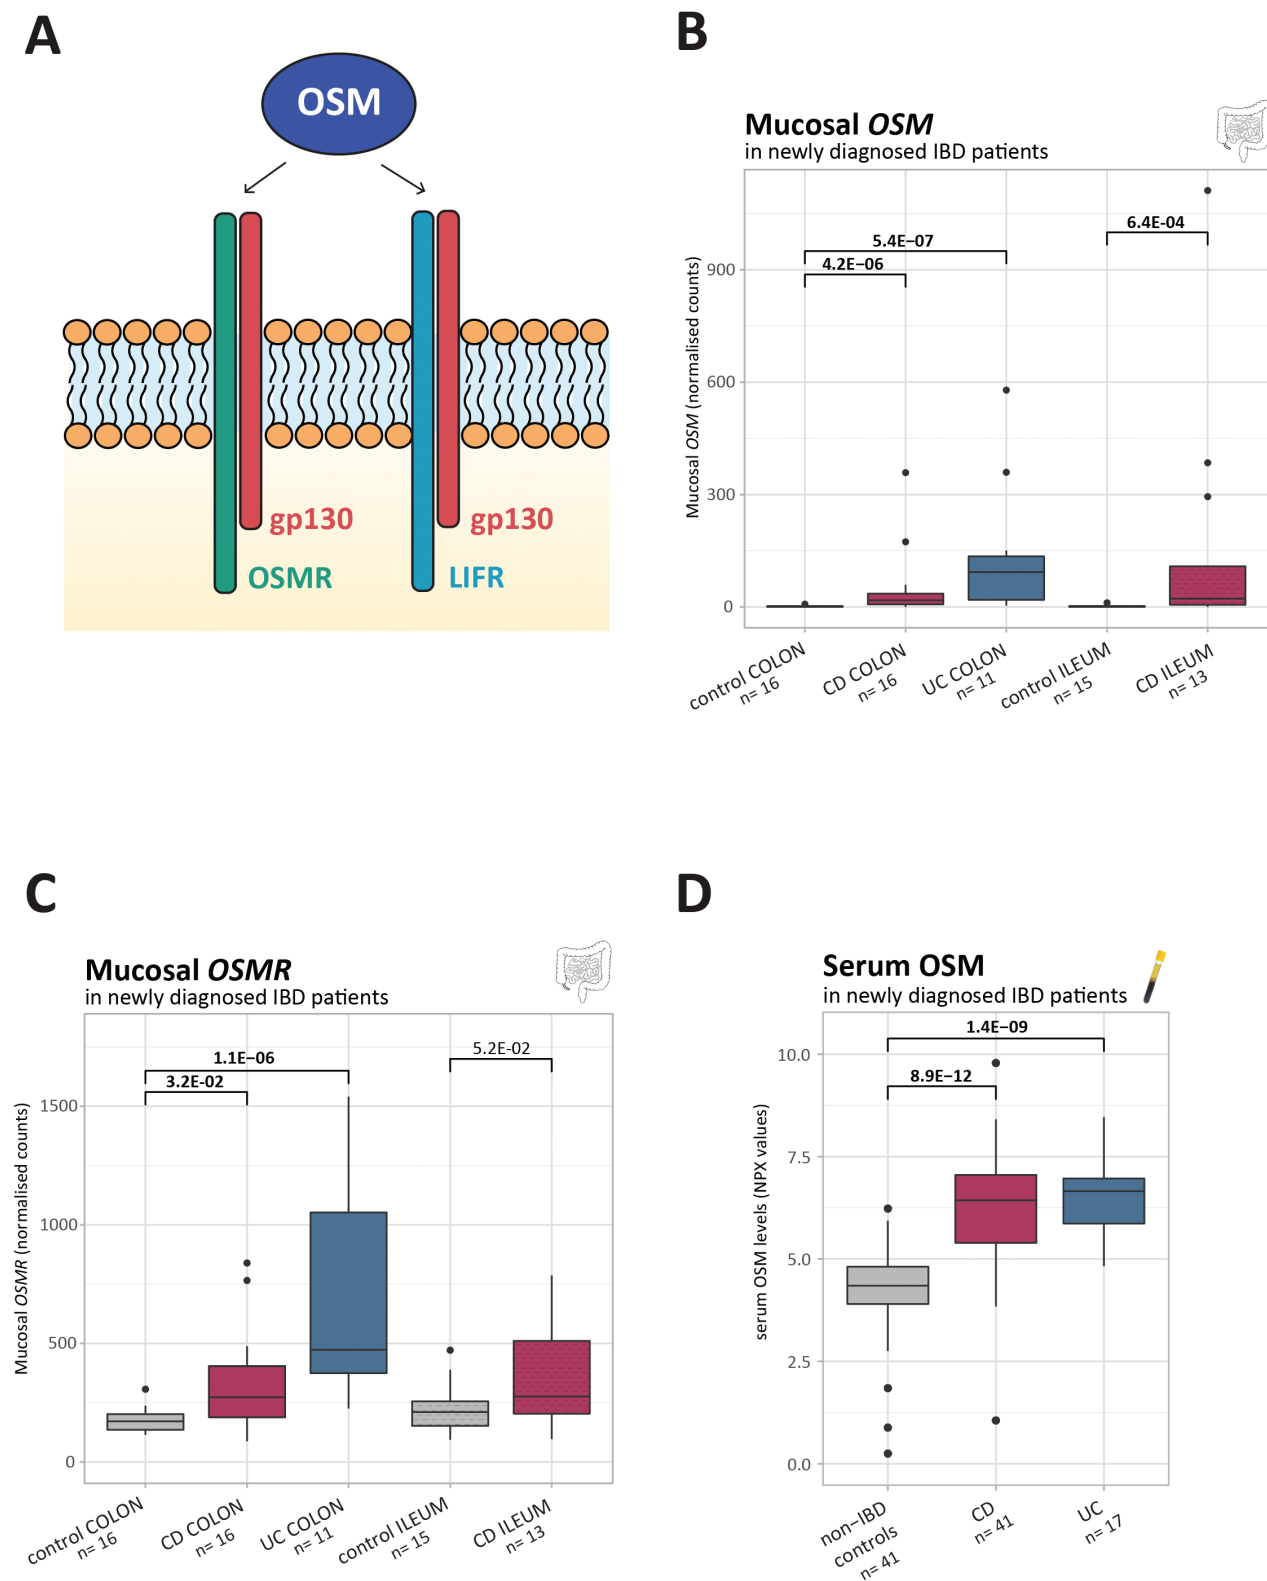 A
OSM
gp130
gp130
OSMR
LIFR
B
Mucosal OSM
in newly diagnosed IBD patients
Mucosal OSM (normalised counts)
900
600
300
0
5.4E−07
4.2E−06
6.4E-04
control COLON
n= 16
CD COLON
n= 16
UC COLON
n= 11
control ILEUM
n= 15
CD ILEUM
n= 13
C
Mucosal OSMR
in newly diagnosed IBD patients
Mucosal OSMR (normalised counts)
1500
1000
500
0
1.1E−06
3.2E-02
5.2E-02
control COLON
n= 16
CD COLON
n= 16
UC COLON
n= 11
control ILEUM
n= 15
CD ILEUM
n= 13
D
Serum OSM
in newly diagnosed IBD patients
serum OSM levels (NPX values)
10.0
7.5
5.0
2.5
0.0
1.4E−09
8.9E−12
non−IBD
controls
n= 41
CD
n= 41
UC
n= 17